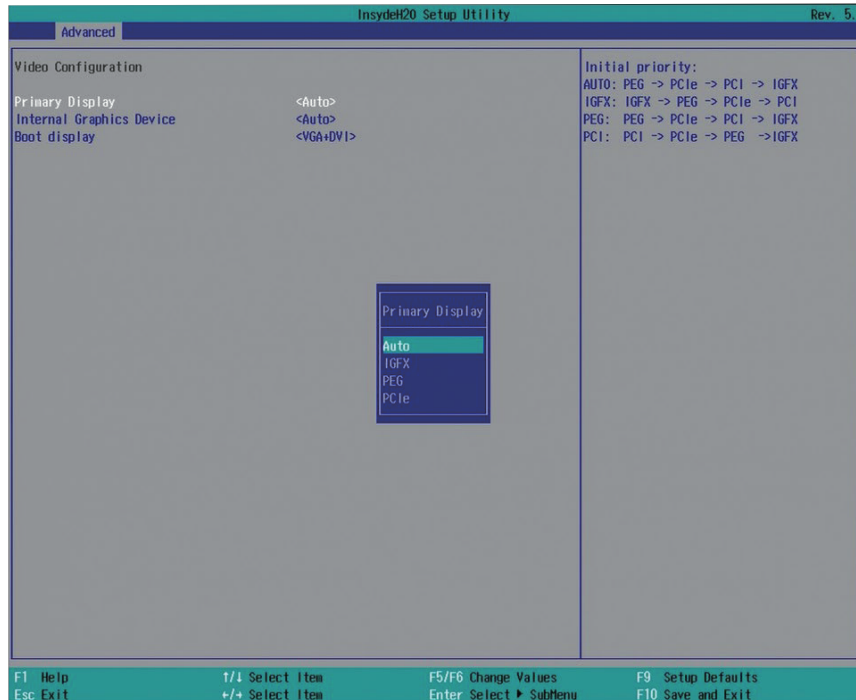 InsydeH20 Setup Utility Rev. 5.
Advanced
Video Configuration
Primary Display <Auto>
Internal Graphics Device <Auto>
Boot display <VGA+DVI>
Initial priority:
AUTO: PEG -> PCIe -> PCI -> IGFX
IGFX: IGFX -> PEG -> PCIe -> PCI
PEG: PEG -> PCIe -> PCI -> IGFX
PCI: PCI -> PCIe -> PEG ->IGFX
Primary Display
Auto
IGFX
PEG
PCIe
F1 Help ↑/↓ Select Item F5/F6 Change Values F9 Setup Defaults
Esc Exit ←/→ Select Item Enter Select ▶ SubMenu F10 Save and Exit